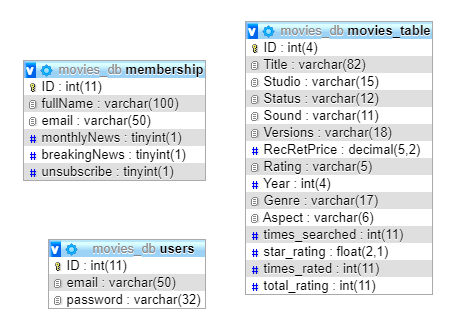 movies_db membership
ID : int(11)
fullName : varchar(100)
email : varchar(50)
monthlyNews : tinyint(1)
breakingNews : tinyint(1)
unsubscribe : tinyint(1)
movies_db users
ID : int(11)
email : varchar(50)
password : varchar(32)
movies_db movies_table
ID : int(4)
Title : varchar(82)
Studio : varchar(15)
Status : varchar(12)
Sound : varchar(11)
Versions : varchar(18)
RecRetPrice : decimal(5,2)
Rating : varchar(5)
Year : int(4)
Genre : varchar(17)
Aspect : varchar(6)
times_searched : int(11)
star_rating : float(2,1)
times_rated : int(11)
total_rating : int(11)